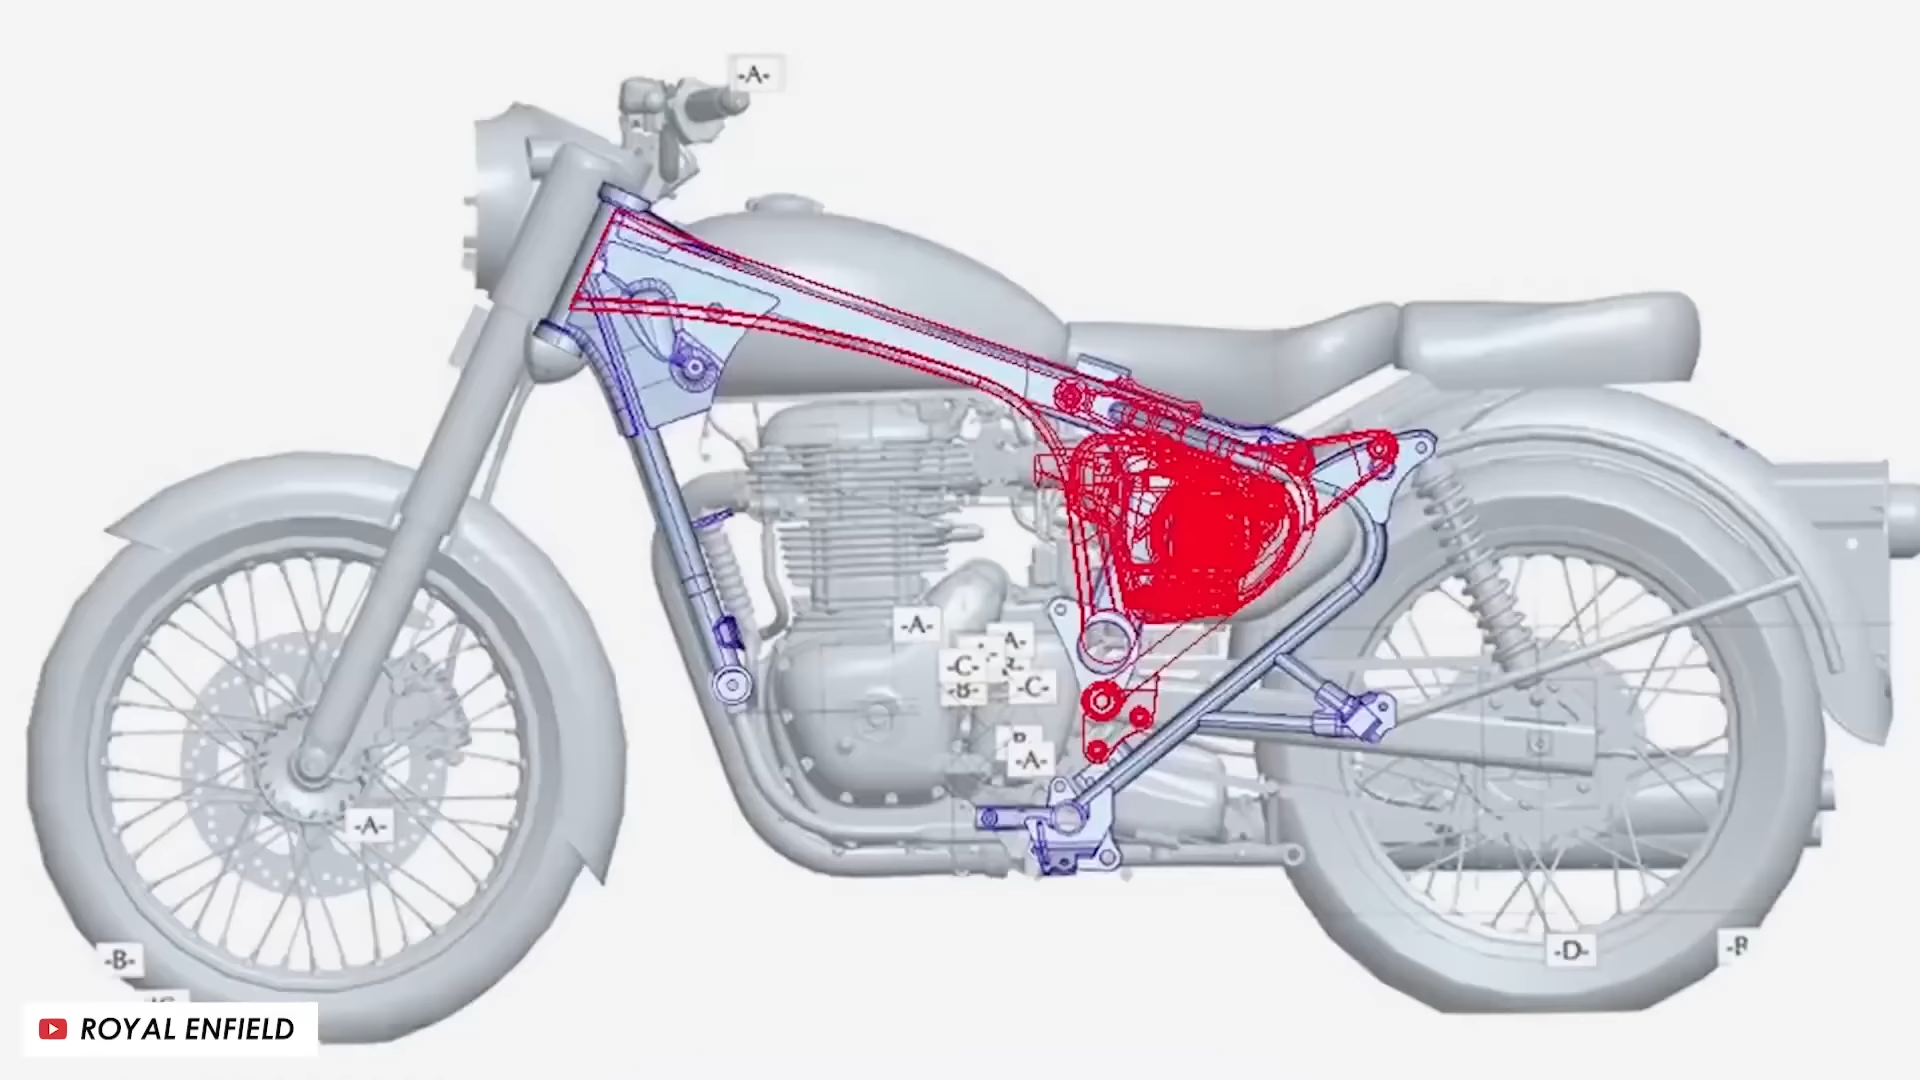 -A-
-A-
A-
-C-
-C-
-B-
-A-
-A-
-B-
-D-
ROYAL ENFIELD